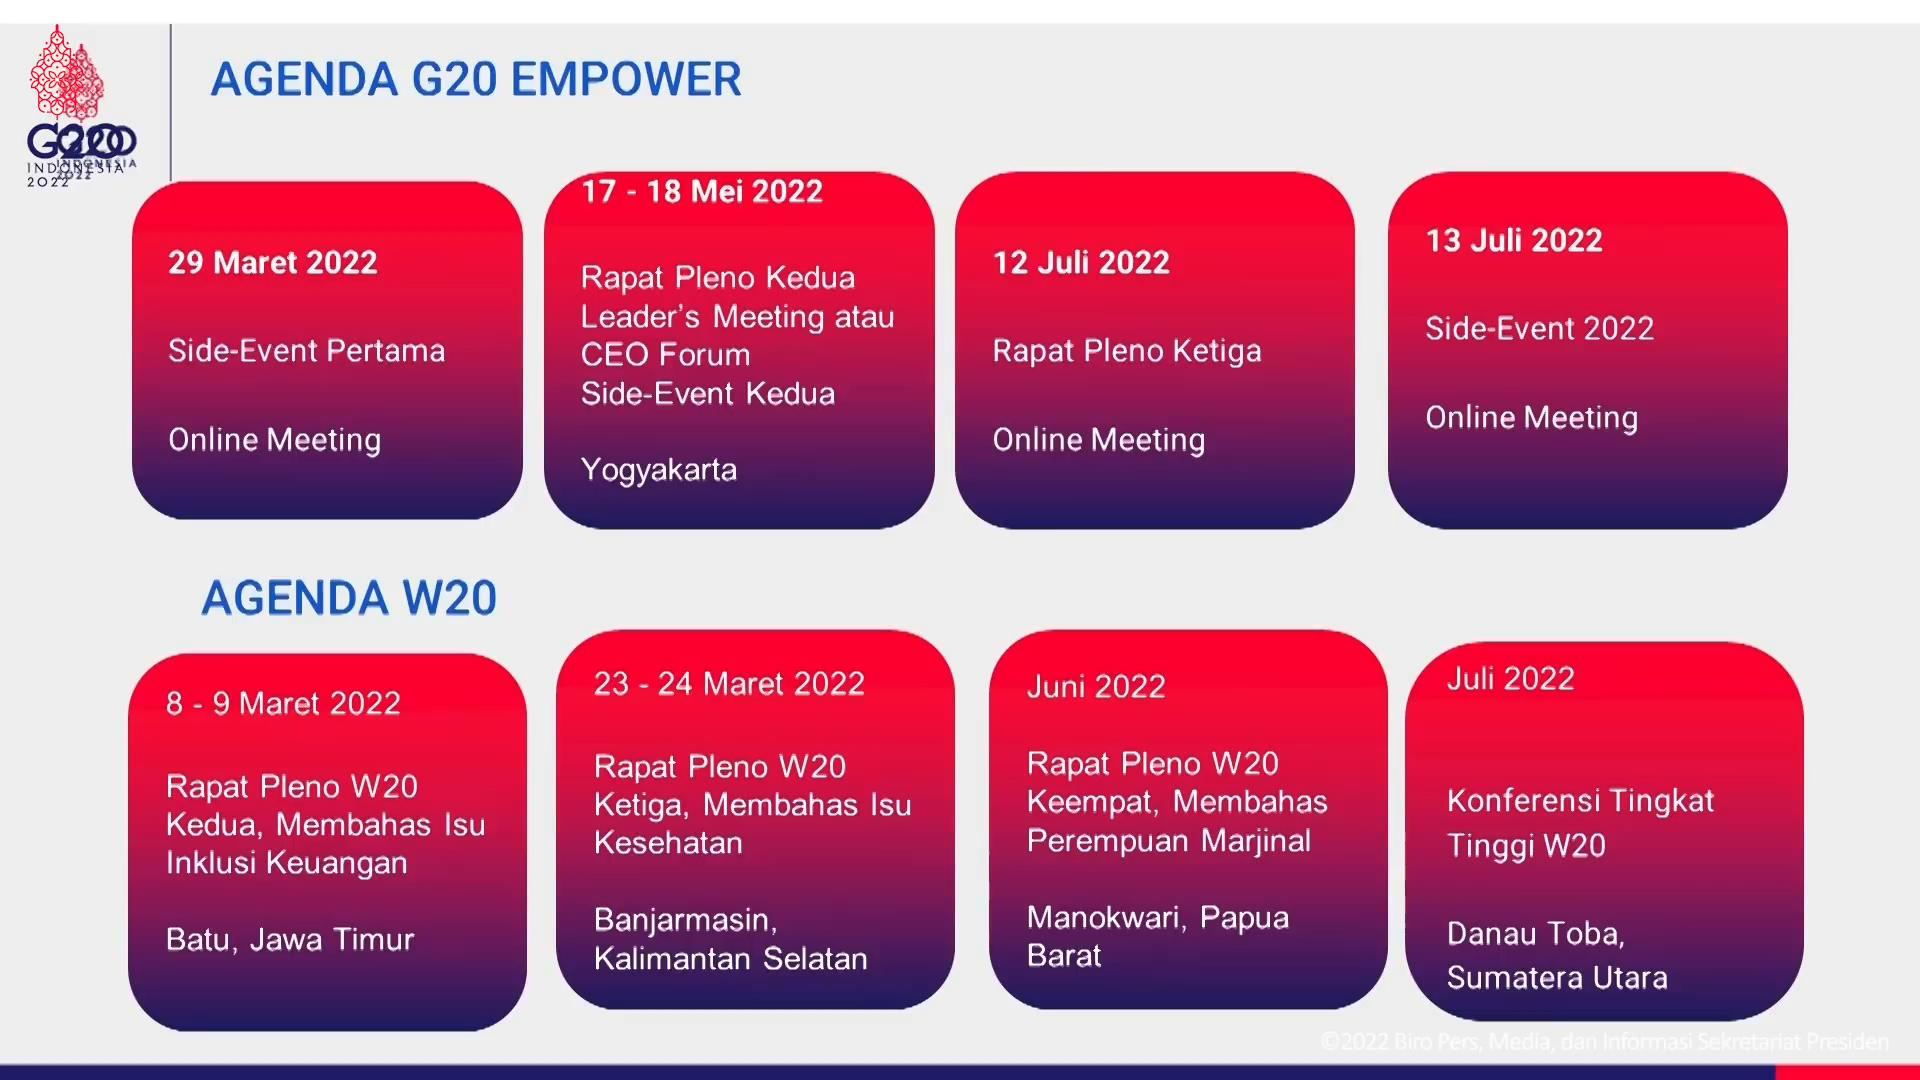 G20
INDONESIA
2022
AGENDA G20 EMPOWER
29 Maret 2022
Side-Event Pertama
Online Meeting
17 - 18 Mei 2022
Rapat Pleno Kedua
Leader's Meeting atau
CEO Forum
Side-Event Kedua
Yogyakarta
12 Juli 2022
Rapat Pleno Ketiga
Online Meeting
13 Juli 2022
Side-Event 2022
Online Meeting
AGENDA W20
8 - 9 Maret 2022
Rapat Pleno W20
Kedua, Membahas Isu
Inklusi Keuangan
Batu, Jawa Timur
23 - 24 Maret 2022
Rapat Pleno W20
Ketiga, Membahas Isu
Kesehatan
Banjarmasin,
Kalimantan Selatan
Juni 2022
Rapat Pleno W20
Keempat, Membahas
Perempuan Marjinal
Manokwari, Papua
Barat
Juli 2022
Konferensi Tingkat
Tinggi W20
Danau Toba,
Sumatera Utara
©2022 Biro Pers, Media, dan Informasi Sekretariat Presiden